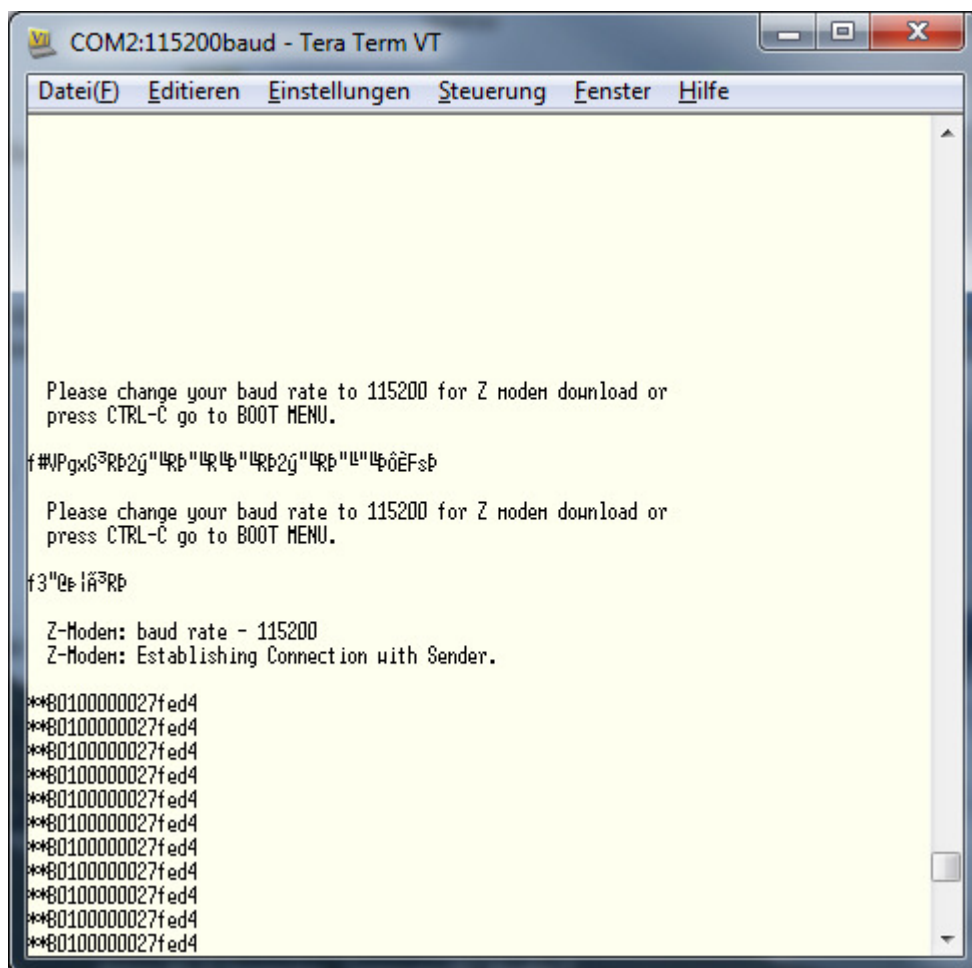 COM2:115200baud - Tera Term VT
Datei(F) Editieren Einstellungen Steuerung Fenster Hilfe
Please change your baud rate to 115200 for Z modem download or
press CTRL-C go to BOOT MENU.
Please change your baud rate to 115200 for Z modem download or
press CTRL-C go to BOOT MENU.
Z-Modem: baud rate - 115200
Z-Modem: Establishing Connection with Sender.
**B0100000027fed4
**B0100000027fed4
**B0100000027fed4
**B0100000027fed4
**B0100000027fed4
**B0100000027fed4
**B0100000027fed4
**B0100000027fed4
**B0100000027fed4
**B0100000027fed4
**B0100000027fed4